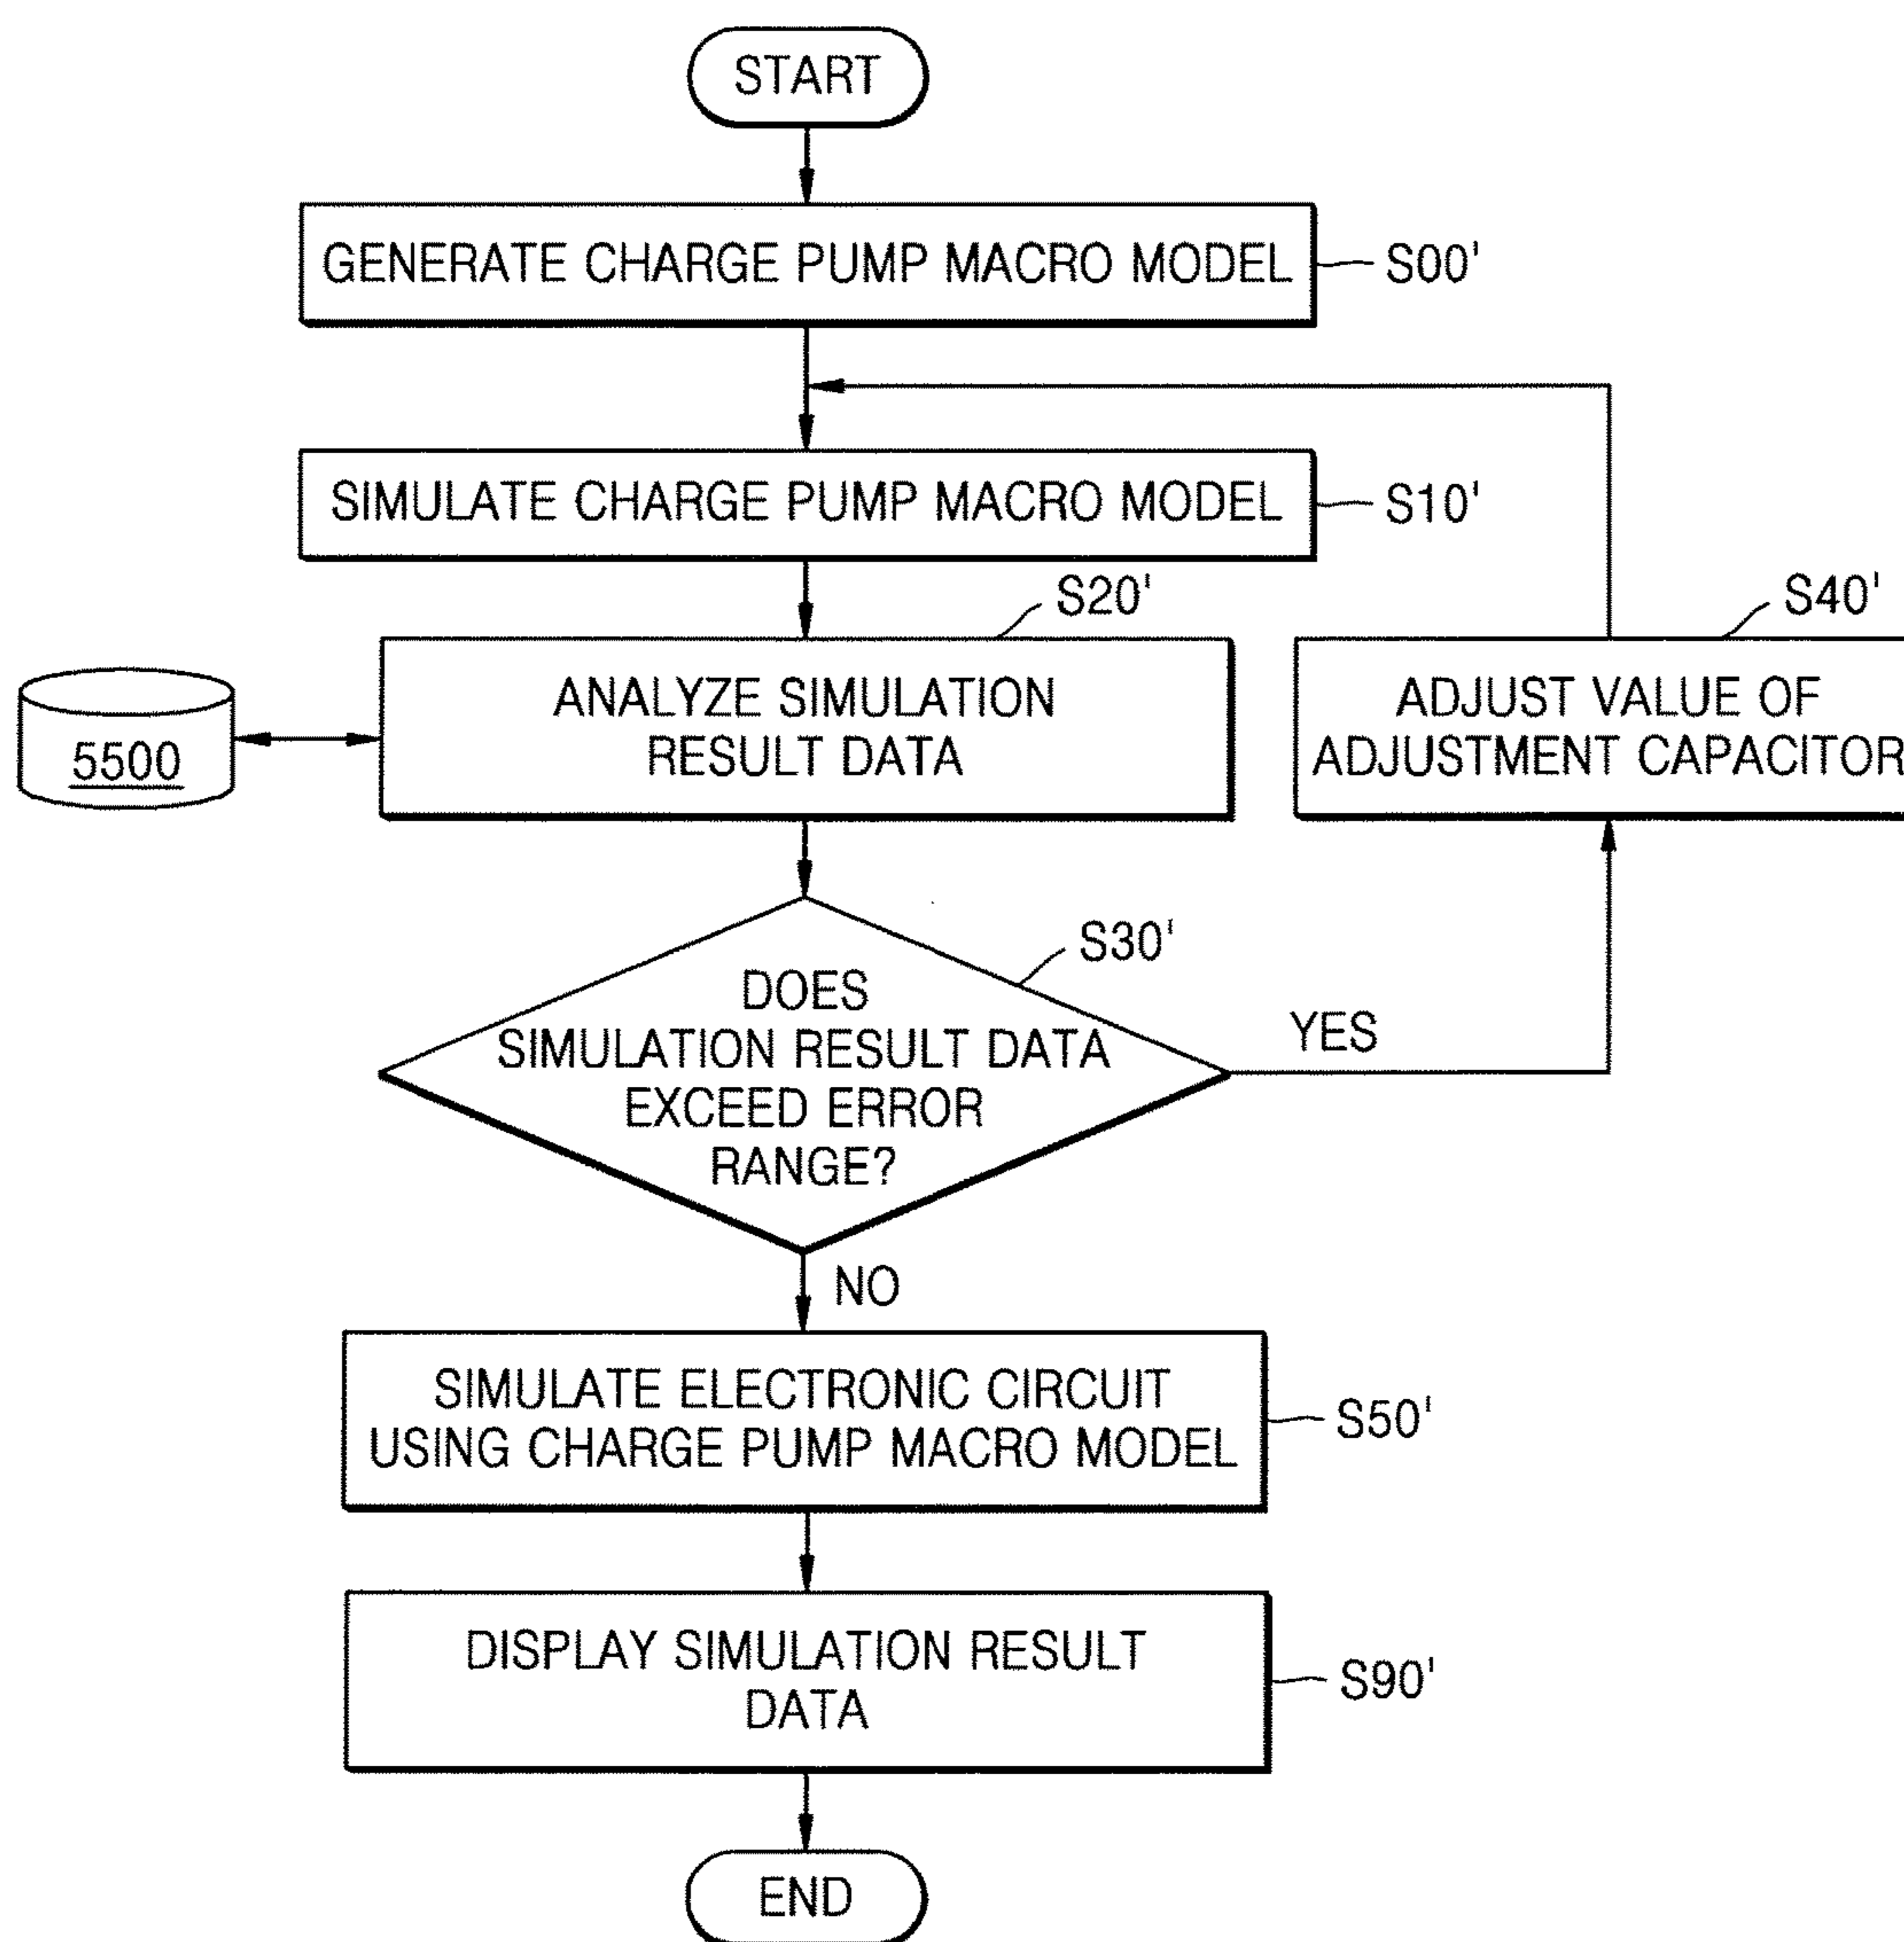 START
GENERATE CHARGE PUMP MACRO MODEL
S00'
SIMULATE CHARGE PUMP MACRO MODEL
S10'
S20'
ANALYZE SIMULATION
RESULT DATA
5500
S40'
ADJUST VALUE OF
ADJUSTMENT CAPACITOR
S30'
DOES
SIMULATION RESULT DATA
EXCEED ERROR
RANGE?
YES
NO
SIMULATE ELECTRONIC CIRCUIT
USING CHARGE PUMP MACRO MODEL
S50'
DISPLAY SIMULATION RESULT
DATA
S90'
END